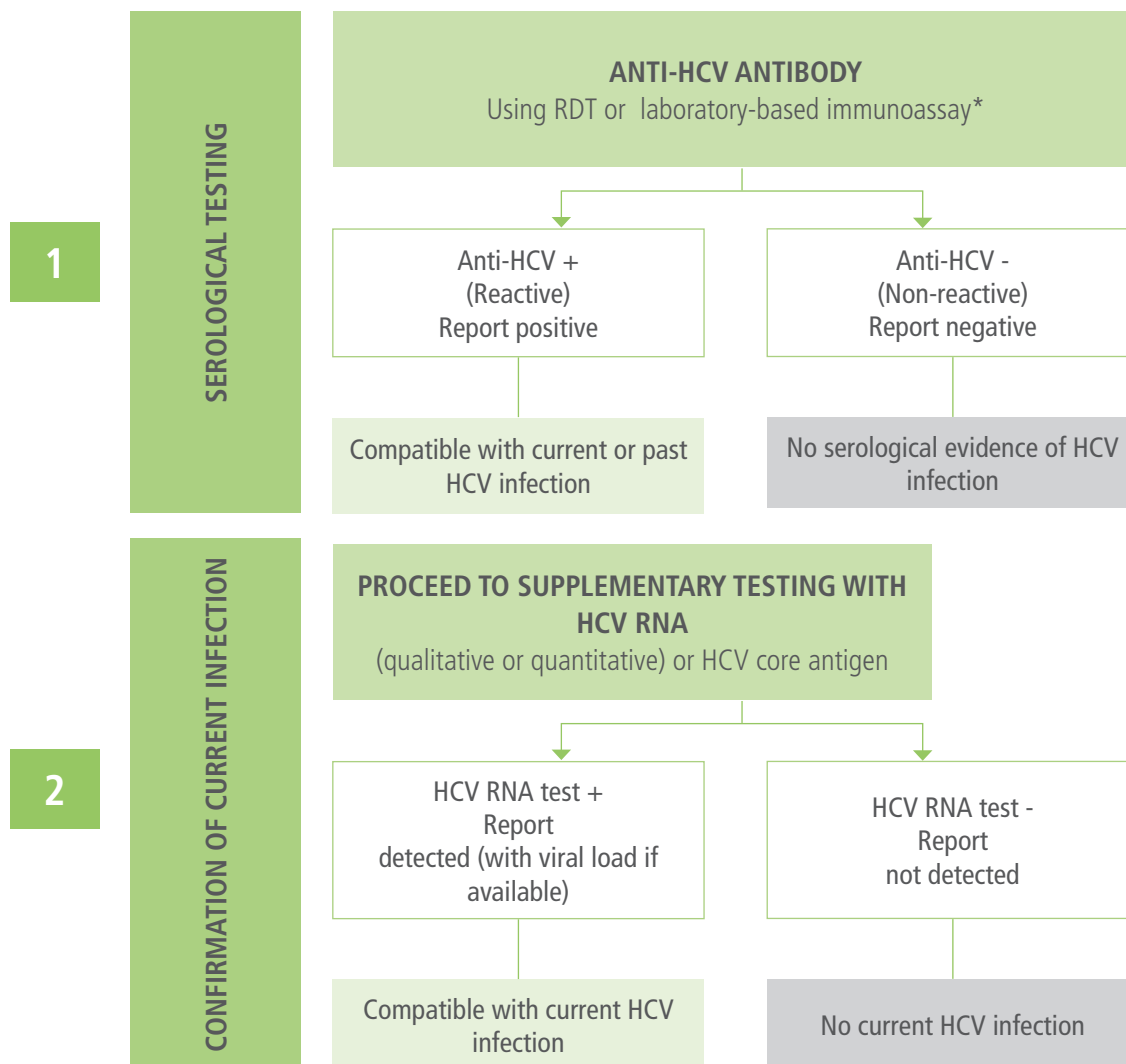 1
SEROLOGICAL TESTING
ANTI-HCV ANTIBODY
Using RDT or laboratory-based immunoassay*
Anti-HCV +
(Reactive)
Report positive
Anti-HCV -
(Non-reactive)
Report negative
Compatible with current or past
HCV infection
No serological evidence of HCV
infection
2
CONFIRMATION OF CURRENT INFECTION
PROCEED TO SUPPLEMENTARY TESTING WITH
HCV RNA
(qualitative or quantitative) or HCV core antigen
HCV RNA test +
Report
detected (with viral load if
available)
HCV RNA test -
Report
not detected
Compatible with current HCV
infection
No current HCV infection